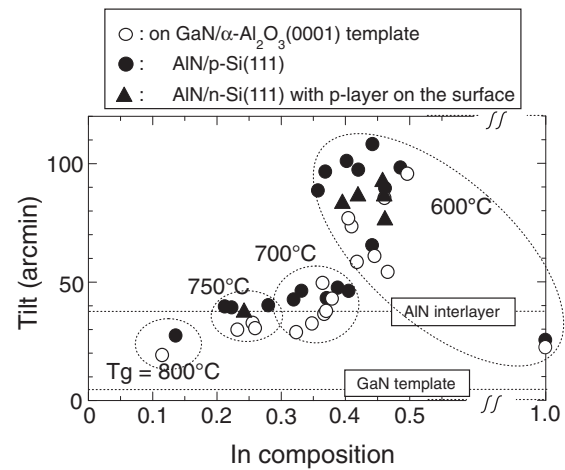 ○ : on GaN/α-Al₂O₃(0001) template
● : AlN/p-Si(111)
▲ : AlN/n-Si(111) with p-layer on the surface
Tilt (arcmin)
100
50
0
600°C
700°C
750°C
Tg = 800°C
AlN interlayer
GaN template
0 0.1 0.2 0.3 0.4 0.5 1.0
In composition